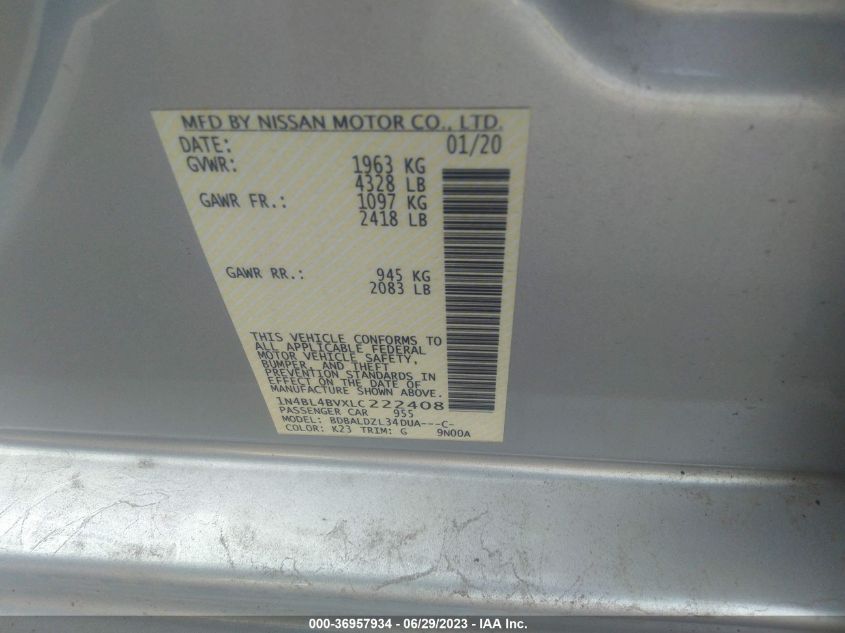 MFD BY NISSAN MOTOR CO., LTD.
DATE: 01/20
GVWR: 1963 KG
4328 LB
GAWR FR.: 1097 KG
2418 LB
GAWR RR.: 945 KG
2083 LB
THIS VEHICLE CONFORMS TO
ALL APPLICABLE FEDERAL
MOTOR VEHICLE SAFETY,
BUMPER, AND THEFT
PREVENTION STANDARDS IN
EFFECT ON THE DATE OF
MANUFACTURE SHOWN ABOVE.
1N4BL4BVXLC222408
PASSENGER CAR 955
MODEL: BDBALDZL34DUA---C-
COLOR: K23 TRIM: G 9N00A
000-36957934 - 06/29/2023 - IAA Inc.